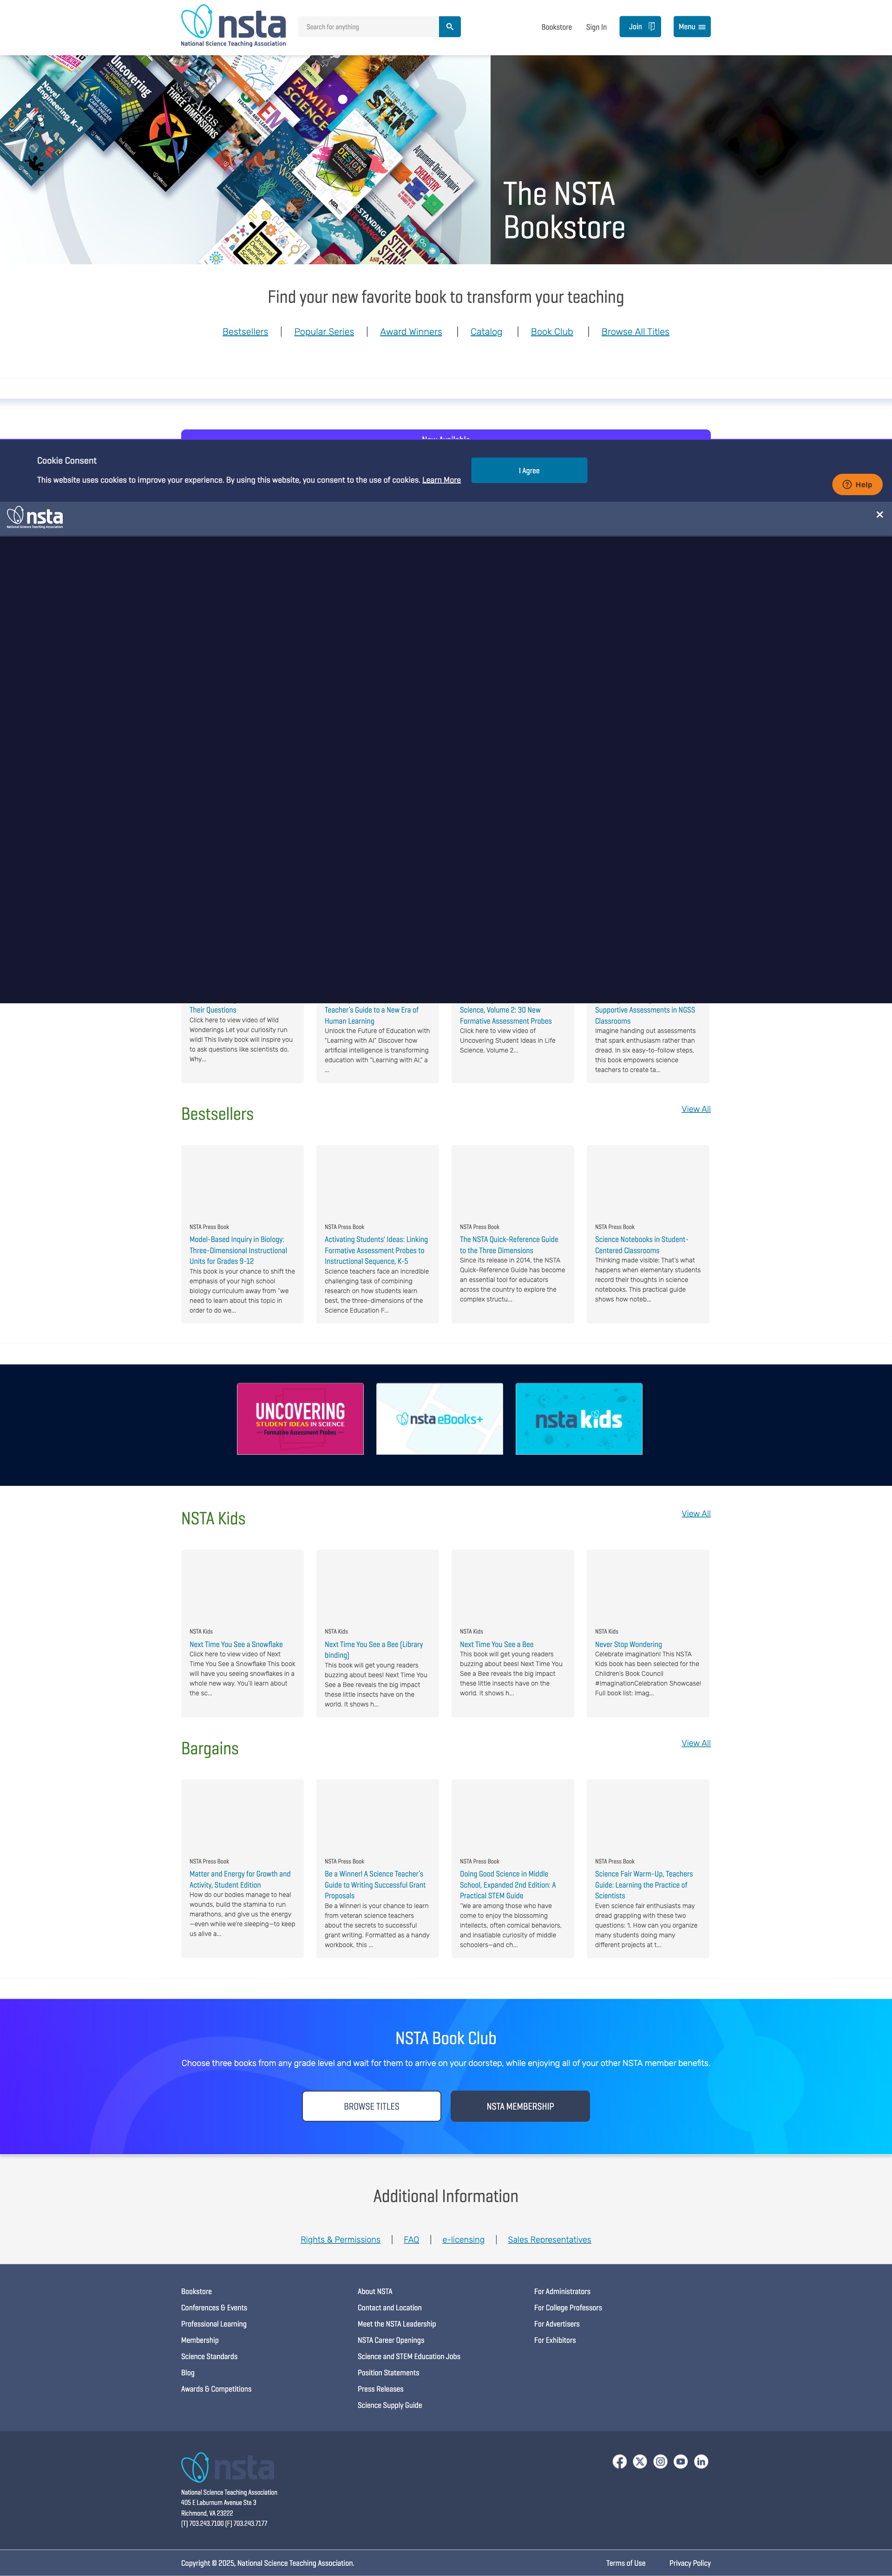 nsta
National Science Teaching Association
Search for anything
Bookstore
Sign In
Join
Menu
Novel Engineering, K-8
Uncovering
THREE DIMENSIONS
FAMILY SCIENCE
STEM
Never Stop Wondering
ENGINEERING DESIGN
Argument-Driven Inquiry
CHEMISTRY
The NSTA
Bookstore
Find your new favorite book to transform your teaching
Bestsellers | Popular Series | Award Winners | Catalog | Book Club | Browse All Titles
Now Available
Cookie Consent
This website uses cookies to improve your experience. By using this website, you consent to the use of cookies. Learn More
I Agree
Help
nsta
National Science Teaching Association
Their Questions
Click here to view video of Wild
Wonderings Let your curiosity run
wild! This lively book will inspire you
to ask questions like scientists do.
Why...
Teacher's Guide to a New Era of
Human Learning
Unlock the Future of Education with
"Learning with AI" Discover how
artificial intelligence is transforming
education with "Learning with AI," a
...
Science, Volume 2: 30 New
Formative Assessment Probes
Click here to view video of
Uncovering Student Ideas in Life
Science, Volume 2...
Supportive Assessments in NGSS
Classrooms
Imagine handing out assessments
that spark enthusiasm rather than
dread. In six easy-to-follow steps,
this book empowers science
teachers to create ta...
Bestsellers
View All
NSTA Press Book
Model-Based Inquiry in Biology:
Three-Dimensional Instructional
Units for Grades 9-12
This book is your chance to shift the
emphasis of your high school
biology curriculum away from "we
need to learn about this topic in
order to do we...
NSTA Press Book
Activating Students' Ideas: Linking
Formative Assessment Probes to
Instructional Sequence, K-5
Science teachers face an incredible
challenging task of combining
research on how students learn
best, the three-dimensions of the
Science Education F...
NSTA Press Book
The NSTA Quick-Reference Guide
to the Three Dimensions
Since its release in 2014, the NSTA
Quick-Reference Guide has become
an essential tool for educators
across the country to explore the
complex structu...
NSTA Press Book
Science Notebooks in Student-
Centered Classrooms
Thinking made visible: That's what
happens when elementary students
record their thoughts in science
notebooks. This practical guide
shows how noteb...
UNCOVERING
STUDENT IDEAS IN SCIENCE
Formative Assessment Probes
nsta eBooks+
nsta kids
NSTA Kids
View All
NSTA Kids
Next Time You See a Snowflake
Click here to view video of Next
Time You See a Snowflake This book
will have you seeing snowflakes in a
whole new way. You'll learn about
the sc...
NSTA Kids
Next Time You See a Bee (Library
binding)
This book will get young readers
buzzing about bees! Next Time You
See a Bee reveals the big impact
these little insects have on the
world. It shows h...
NSTA Kids
Next Time You See a Bee
This book will get young readers
buzzing about bees! Next Time You
See a Bee reveals the big impact
these little insects have on the
world. It shows h...
NSTA Kids
Never Stop Wondering
Celebrate imagination! This NSTA
Kids book has been selected for the
Children's Book Council
#ImaginationCelebration Showcase!
Full book list: Imag...
Bargains
View All
NSTA Press Book
Matter and Energy for Growth and
Activity, Student Edition
How do our bodies manage to heal
wounds, build the stamina to run
marathons, and give us the energy
—even while we're sleeping—to keep
us alive a...
NSTA Press Book
Be a Winner! A Science Teacher's
Guide to Writing Successful Grant
Proposals
Be a Winner! is your chance to learn
from veteran science teachers
about the secrets to successful
grant writing. Formatted as a handy
workbook, this ...
NSTA Press Book
Doing Good Science in Middle
School, Expanded 2nd Edition: A
Practical STEM Guide
"We are among those who have
come to enjoy the blossoming
intellects, often comical behaviors,
and insatiable curiosity of middle
schoolers—and ch...
NSTA Press Book
Science Fair Warm-Up, Teachers
Guide: Learning the Practice of
Scientists
Even science fair enthusiasts may
dread grappling with these two
questions: 1. How can you organize
many students doing many
different projects at t...
NSTA Book Club
Choose three books from any grade level and wait for them to arrive on your doorstep, while enjoying all of your other NSTA member benefits.
BROWSE TITLES
NSTA MEMBERSHIP
Additional Information
Rights & Permissions | FAQ | e-licensing | Sales Representatives
Bookstore
Conferences & Events
Professional Learning
Membership
Science Standards
Blog
Awards & Competitions
About NSTA
Contact and Location
Meet the NSTA Leadership
NSTA Career Openings
Science and STEM Education Jobs
Position Statements
Press Releases
Science Supply Guide
For Administrators
For College Professors
For Advertisers
For Exhibitors
nsta
National Science Teaching Association
405 E Laburnum Avenue Ste 3
Richmond, VA 23222
(T) 703.243.7100 (F) 703.243.7177
Copyright © 2025, National Science Teaching Association.
Terms of Use
Privacy Policy